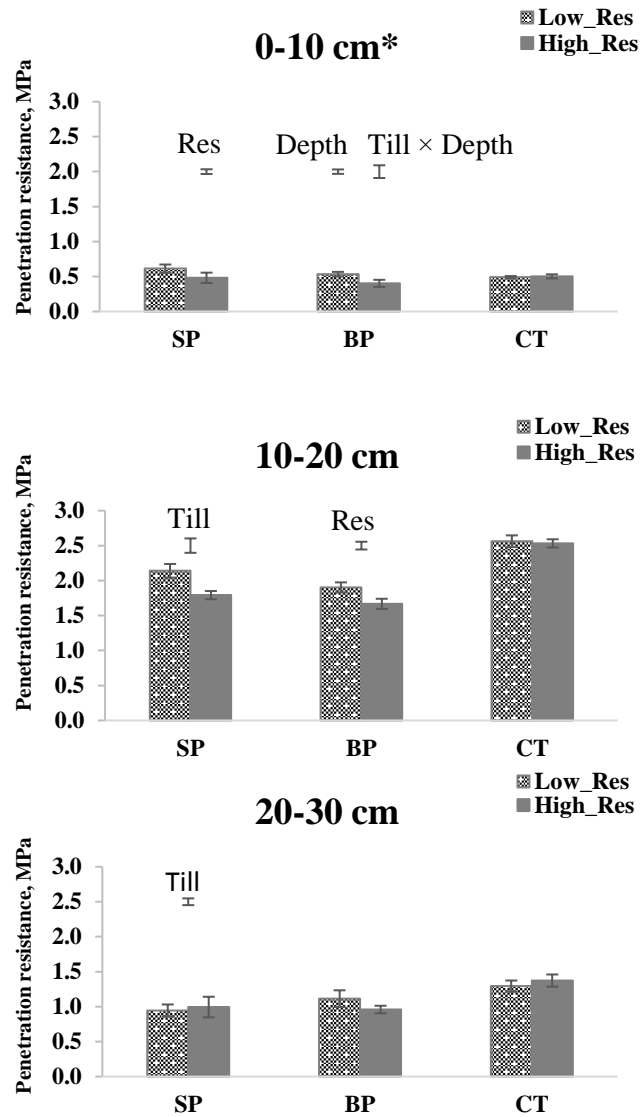 Low_Res
High_Res
0-10 cm*
Penetration resistance, MPa
3.0
2.5
2.0
1.5
1.0
0.5
0.0
Res Depth Till × Depth
SP BP CT
Low_Res
High_Res
10-20 cm
Penetration resistance, MPa
3.0
2.5
2.0
1.5
1.0
0.5
0.0
Till Res
SP BP CT
Low_Res
High_Res
20-30 cm
Penetration resistance, MPa
3.0
2.5
2.0
1.5
1.0
0.5
0.0
Till
SP BP CT